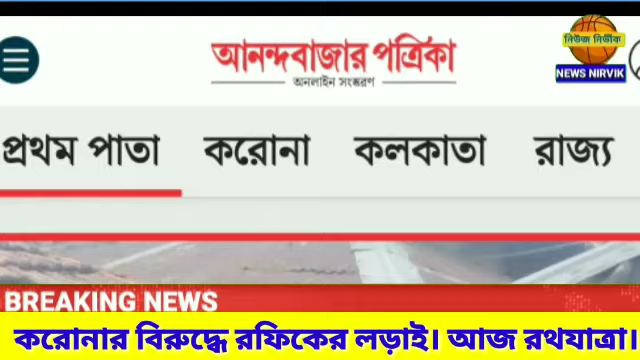 আনন্দবাজার পত্রিকা
অনলাইন সংস্করণ
নিউজ নির্ভীক
NEWS NIRVIK
প্রথম পাতা করোনা কলকাতা রাজ্য
BREAKING NEWS
করোনার বিরুদ্ধে রফিকের লড়াই। আজ রথযাত্রা।